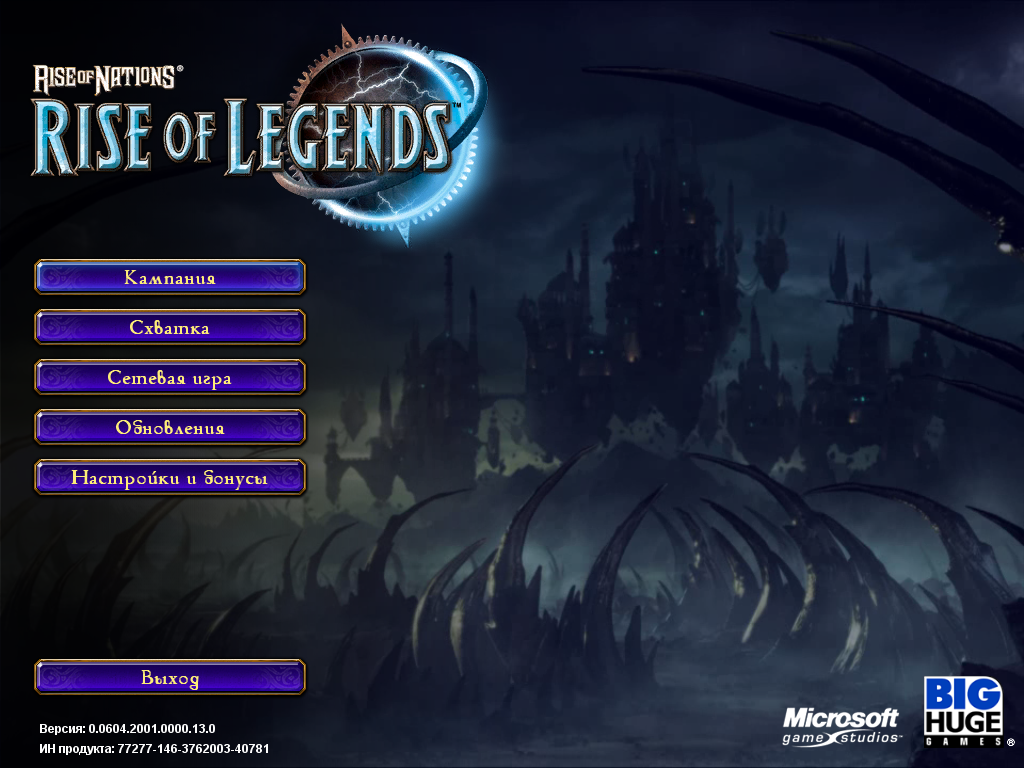 RISE OF NATIONS®
RISE OF LEGENDS™
Кампания
Схватка
Сетевая игра
Обновления
Настройки и бонусы
Выход
Версия: 0.0604.2001.0000.13.0
ИН продукта: 77277-146-3762003-40781
Microsoft
game studios™
BIG
HUGE
GAMES®